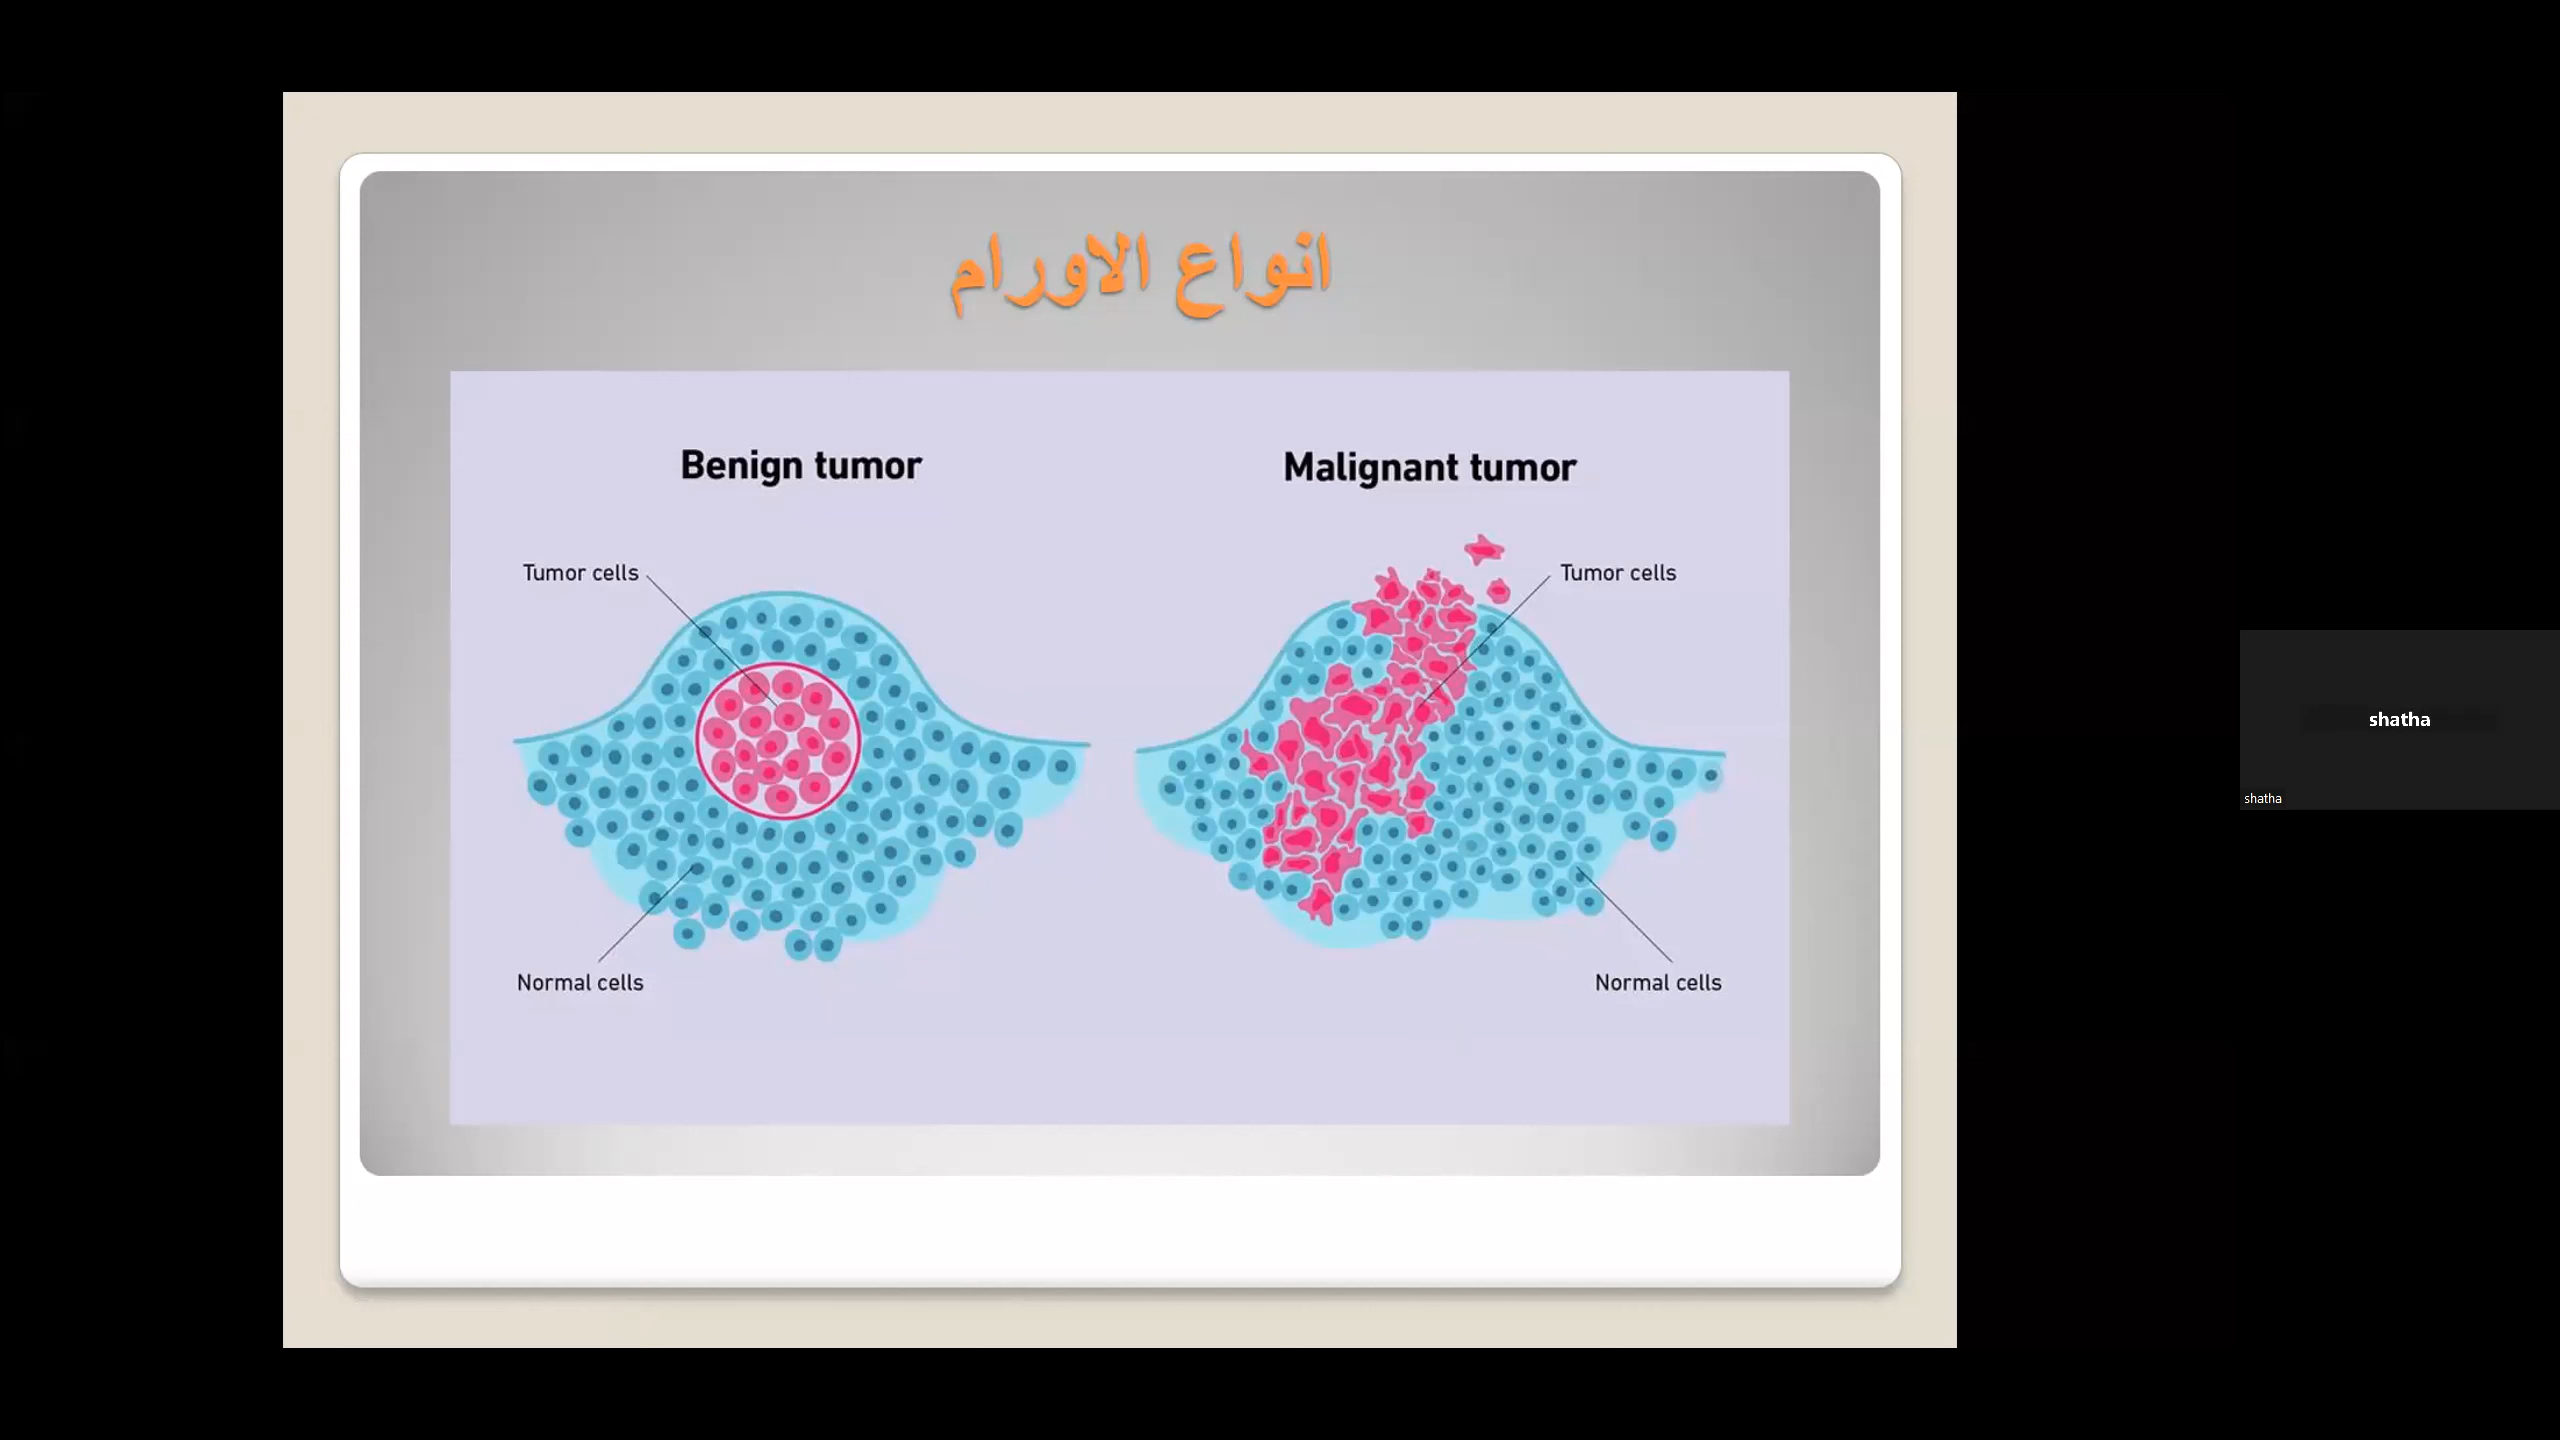 انواع الاورام
Benign tumor
Malignant tumor
Tumor cells
Tumor cells
Normal cells
Normal cells
shatha
shatha